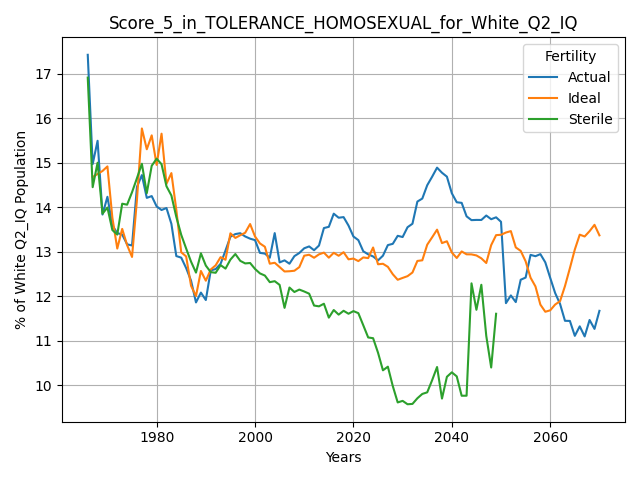 Score_5_in_TOLERANCE_HOMOSEXUAL_for_White_Q2_IQ
Fertility
Actual
Ideal
Sterile
% of White Q2_IQ Population
17
16
15
14
13
12
11
10
1980
2000
2020
2040
2060
Years